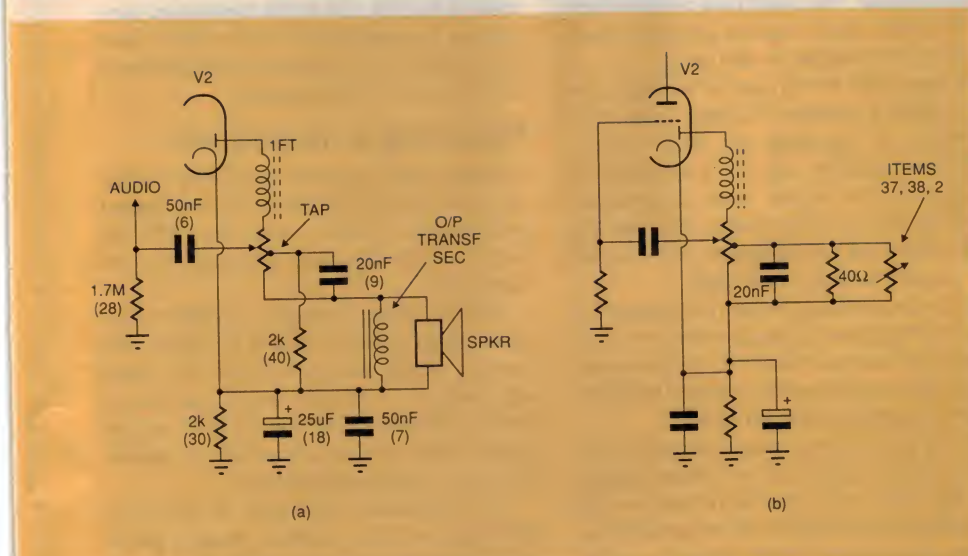 V2
1FT
AUDIO
50nF
(6)
TAP
O/P
TRANSF
SEC
20nF
(9)
1.7M
(28)
2k
(40)
SPKR
2k
(30)
+
25uF
(18)
50nF
(7)
(a)
V2
ITEMS
37, 38, 2
40Ω
20nF
+
(b)